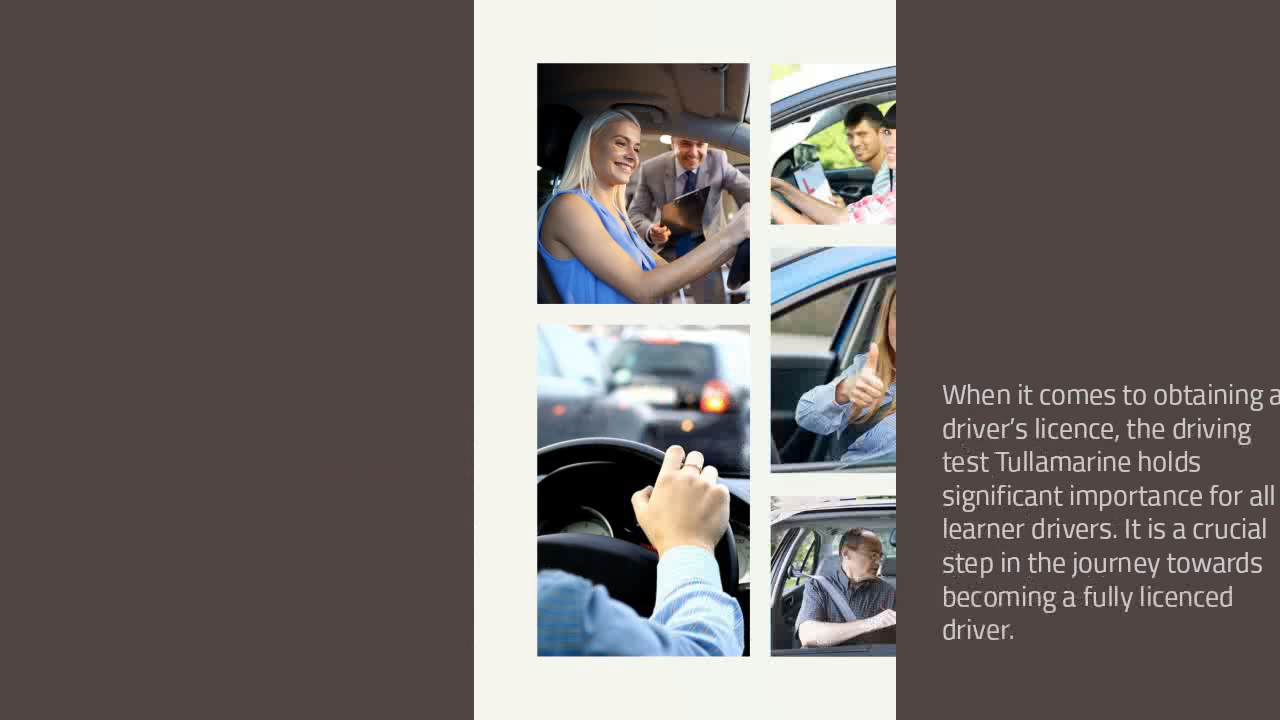 When it comes to obtaining a
driver's licence, the driving
test Tullamarine holds
significant importance for all
learner drivers. It is a crucial
step in the journey towards
becoming a fully licenced
driver.